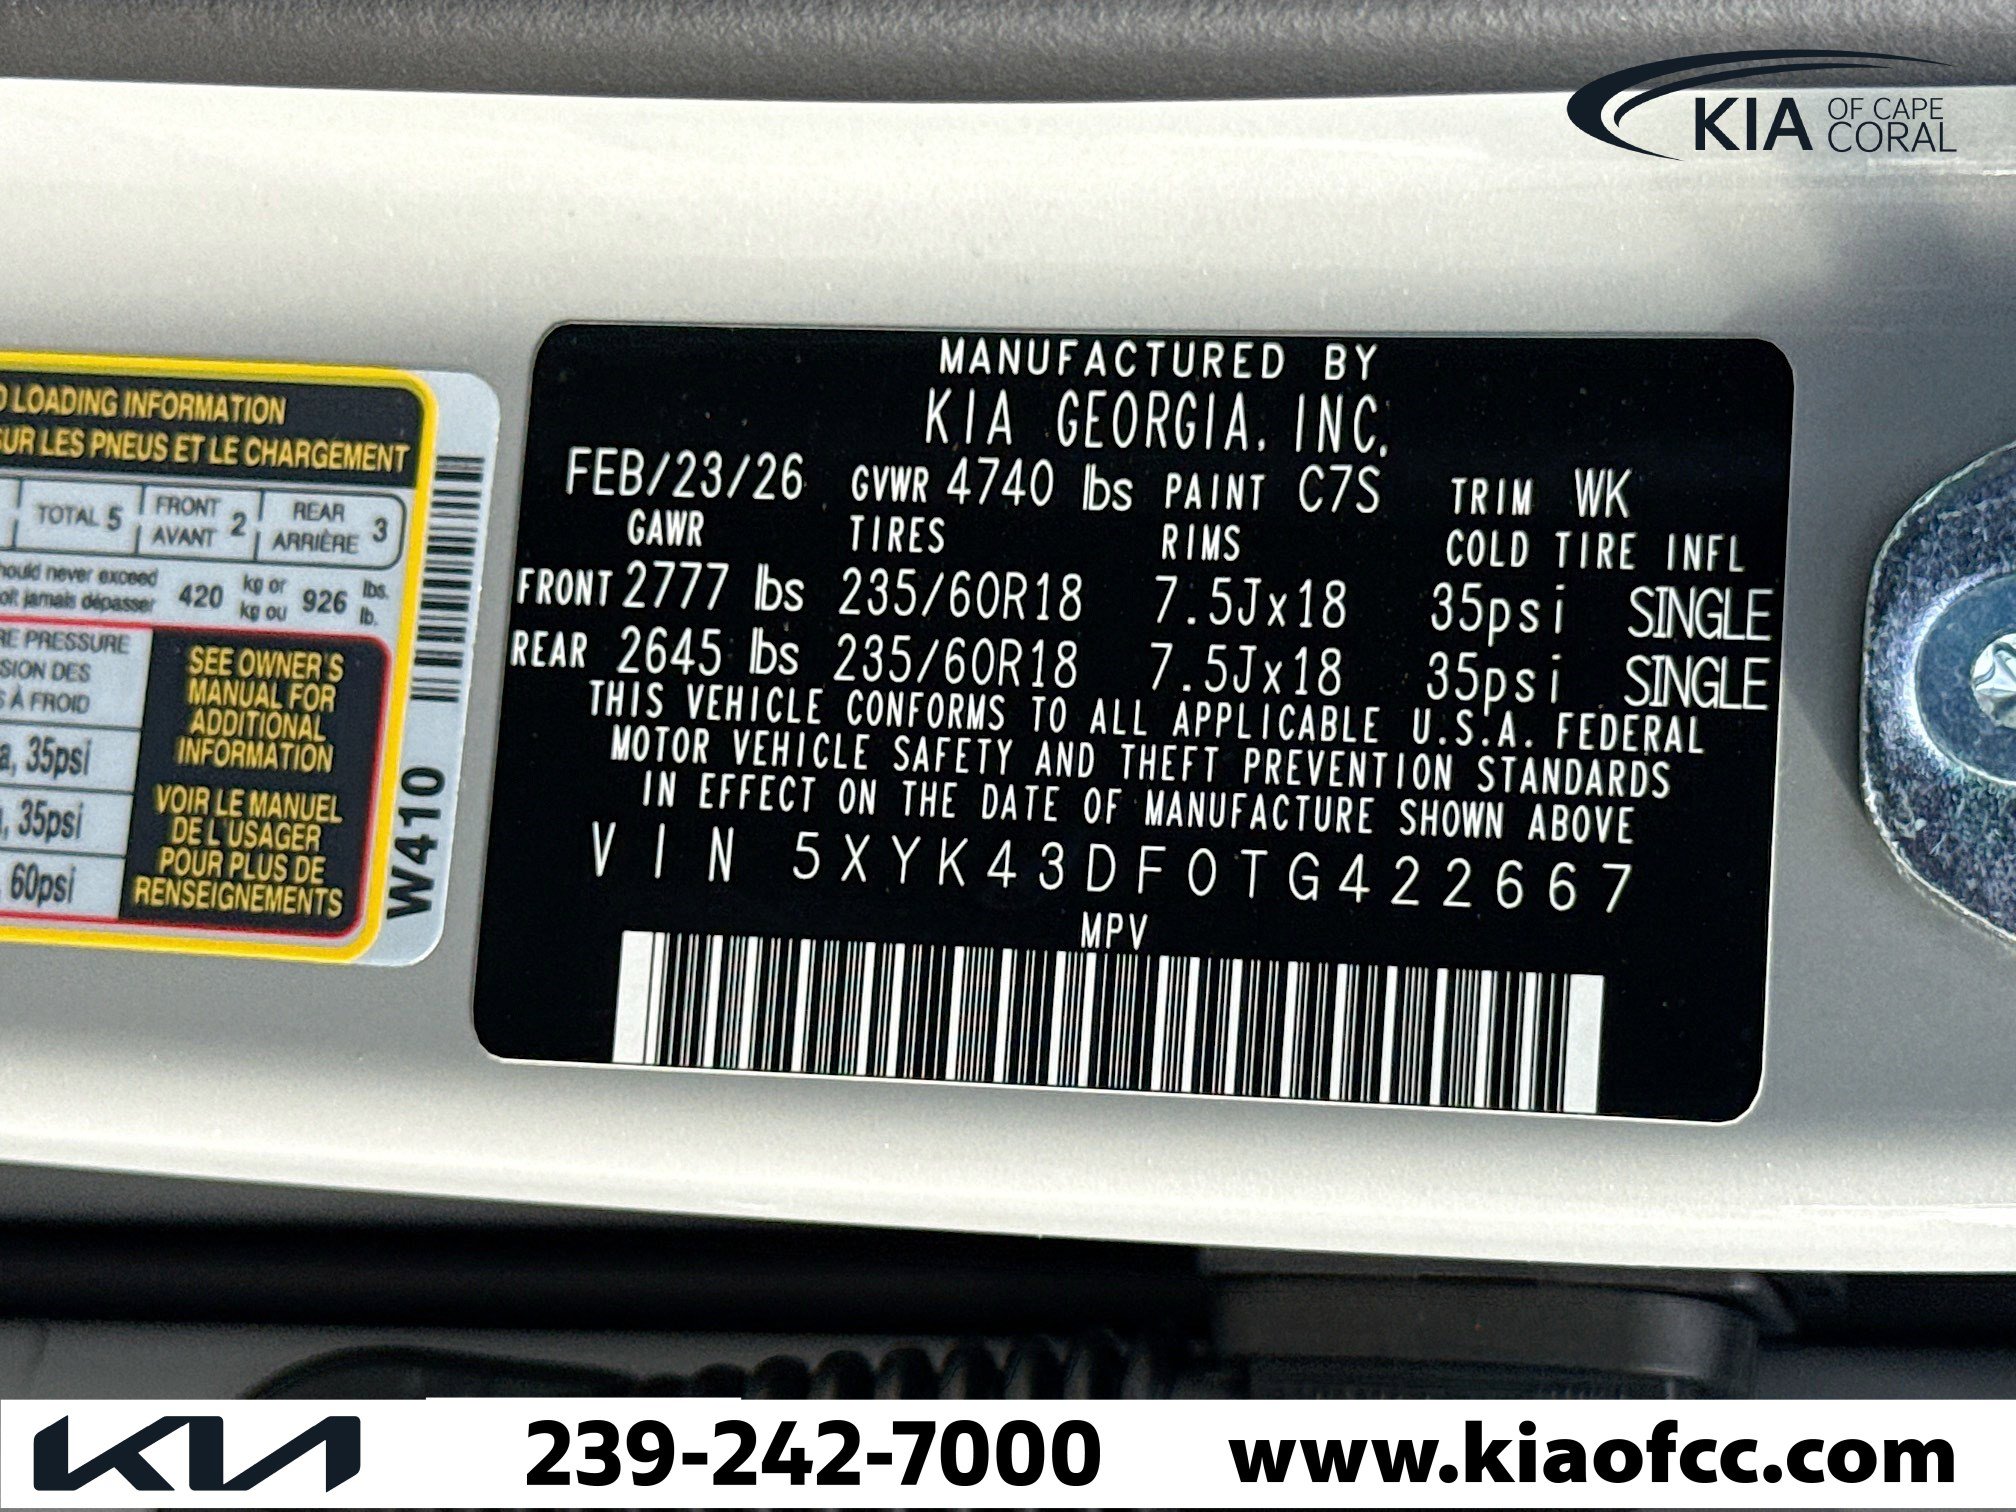 KIA OF CAPE CORAL
MANUFACTURED BY
KIA GEORGIA, INC.
FEB/23/26 GVWR 4740 lbs PAINT C7S TRIM WK
GAWR TIRES RIMS COLD TIRE INFL
FRONT 2777 lbs 235/60R18 7.5Jx18 35psi SINGLE
REAR 2645 lbs 235/60R18 7.5Jx18 35psi SINGLE
THIS VEHICLE CONFORMS TO ALL APPLICABLE U.S.A. FEDERAL
MOTOR VEHICLE SAFETY AND THEFT PREVENTION STANDARDS
IN EFFECT ON THE DATE OF MANUFACTURE SHOWN ABOVE
VIN 5XYK43DF0TG422667
MPV
LOADING INFORMATION
SUR LES PNEUS ET LE CHARGEMENT
TOTAL 5 FRONT AVANT 2 REAR ARRIÈRE 3
should never exceed 420 kg or 926 lbs.
jamais dépasser kg ou lb.
PRESSURE
DES
À FROID
35psi
35psi
60psi
SEE OWNER'S
MANUAL FOR
ADDITIONAL
INFORMATION
VOIR LE MANUEL
DE L'USAGER
POUR PLUS DE
RENSEIGNEMENTS
W410
KIA 239-242-7000 www.kiaofcc.com